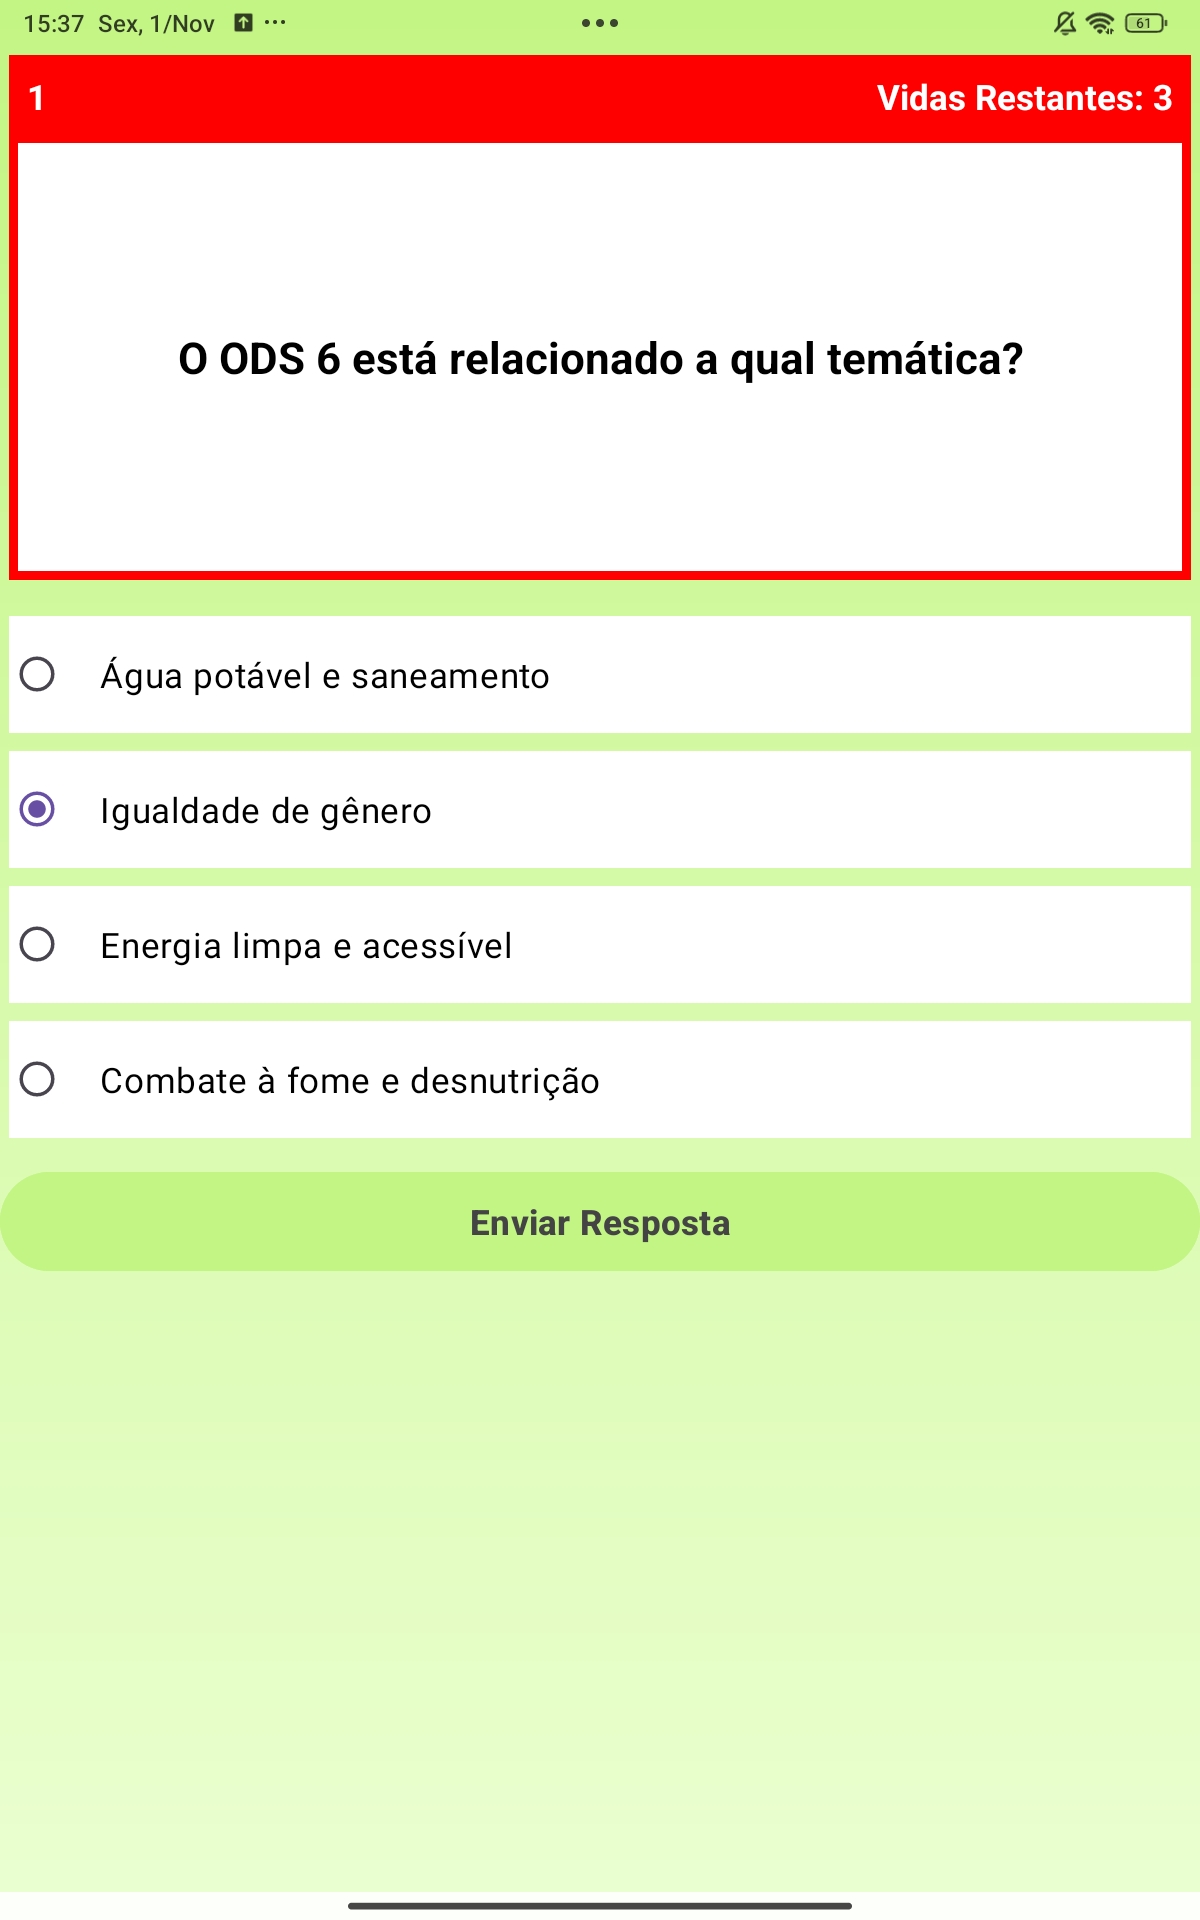 15:37 Sex, 1/Nov
61
1
Vidas Restantes: 3
O ODS 6 está relacionado a qual temática?
Água potável e saneamento
Igualdade de gênero
Energia limpa e acessível
Combate à fome e desnutrição
Enviar Resposta